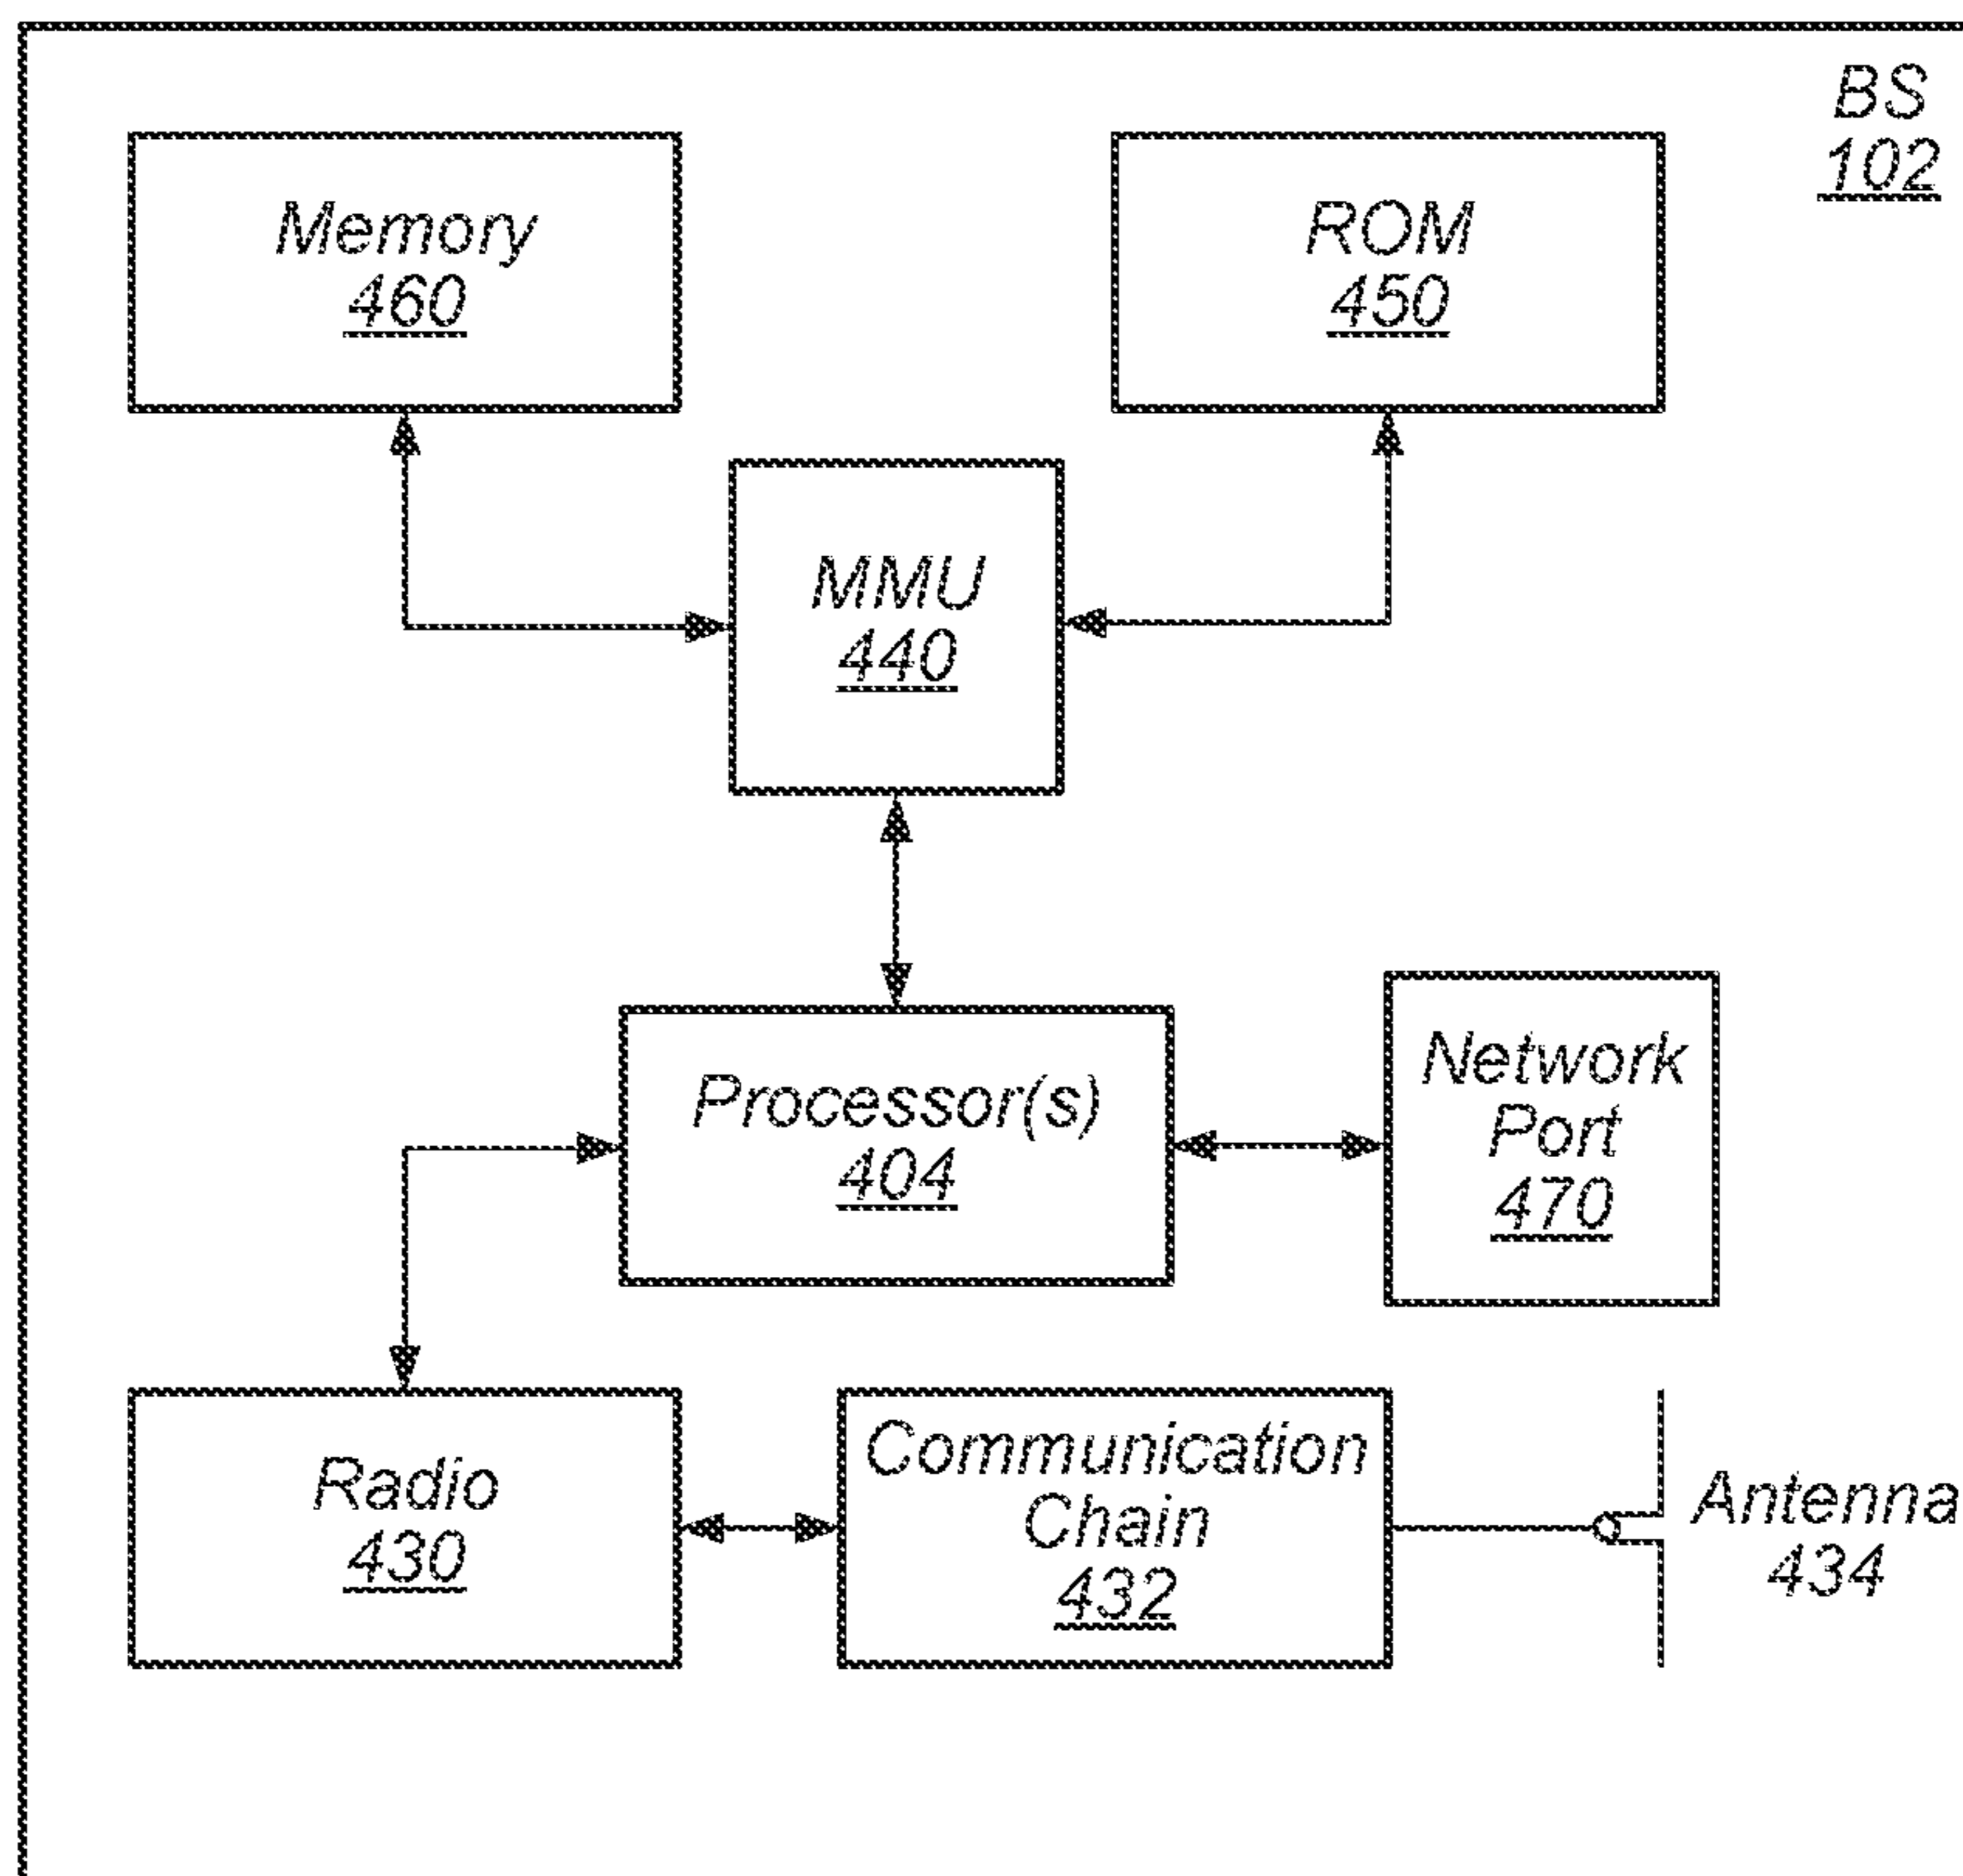 BS
102
Memory
460
ROM
450
MMU
440
Processor(s)
404
Network
Port
470
Radio
430
Communication
Chain
432
Antenna
434